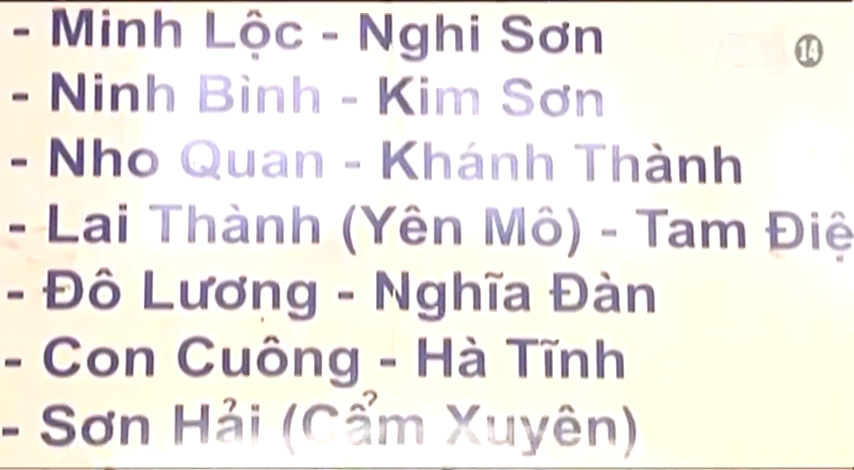 - Minh Lộc - Nghi Sơn
14
- Ninh Bình - Kim Sơn
- Nho Quan - Khánh Thành
- Lai Thành (Yên Mô) - Tam Điệ
- Đô Lương - Nghĩa Đàn
- Con Cuông - Hà Tĩnh
- Sơn Hải (Cẩm Xuyên)